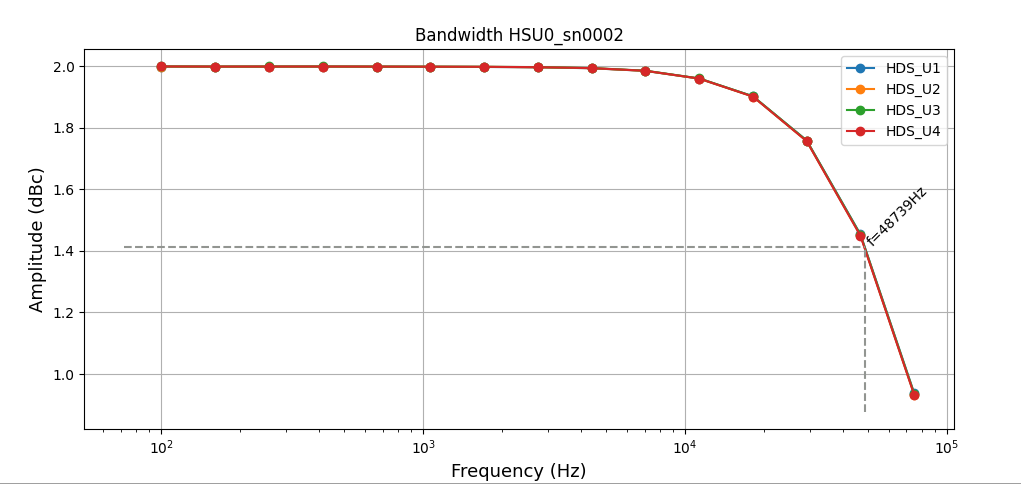 Bandwidth HSU0_sn0002
Amplitude (dBc)
2.0
1.8
1.6
1.4
1.2
1.0
HDS_U1
HDS_U2
HDS_U3
HDS_U4
f=48739Hz
10² 10³ 10⁴ 10⁵
Frequency (Hz)